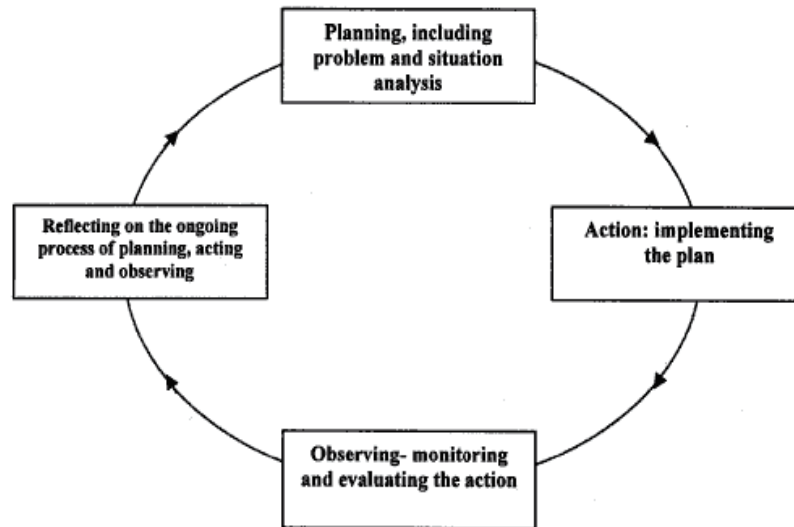 Planning, including
problem and situation
analysis
Reflecting on the ongoing
process of planning, acting
and observing
Action: implementing
the plan
Observing- monitoring
and evaluating the action